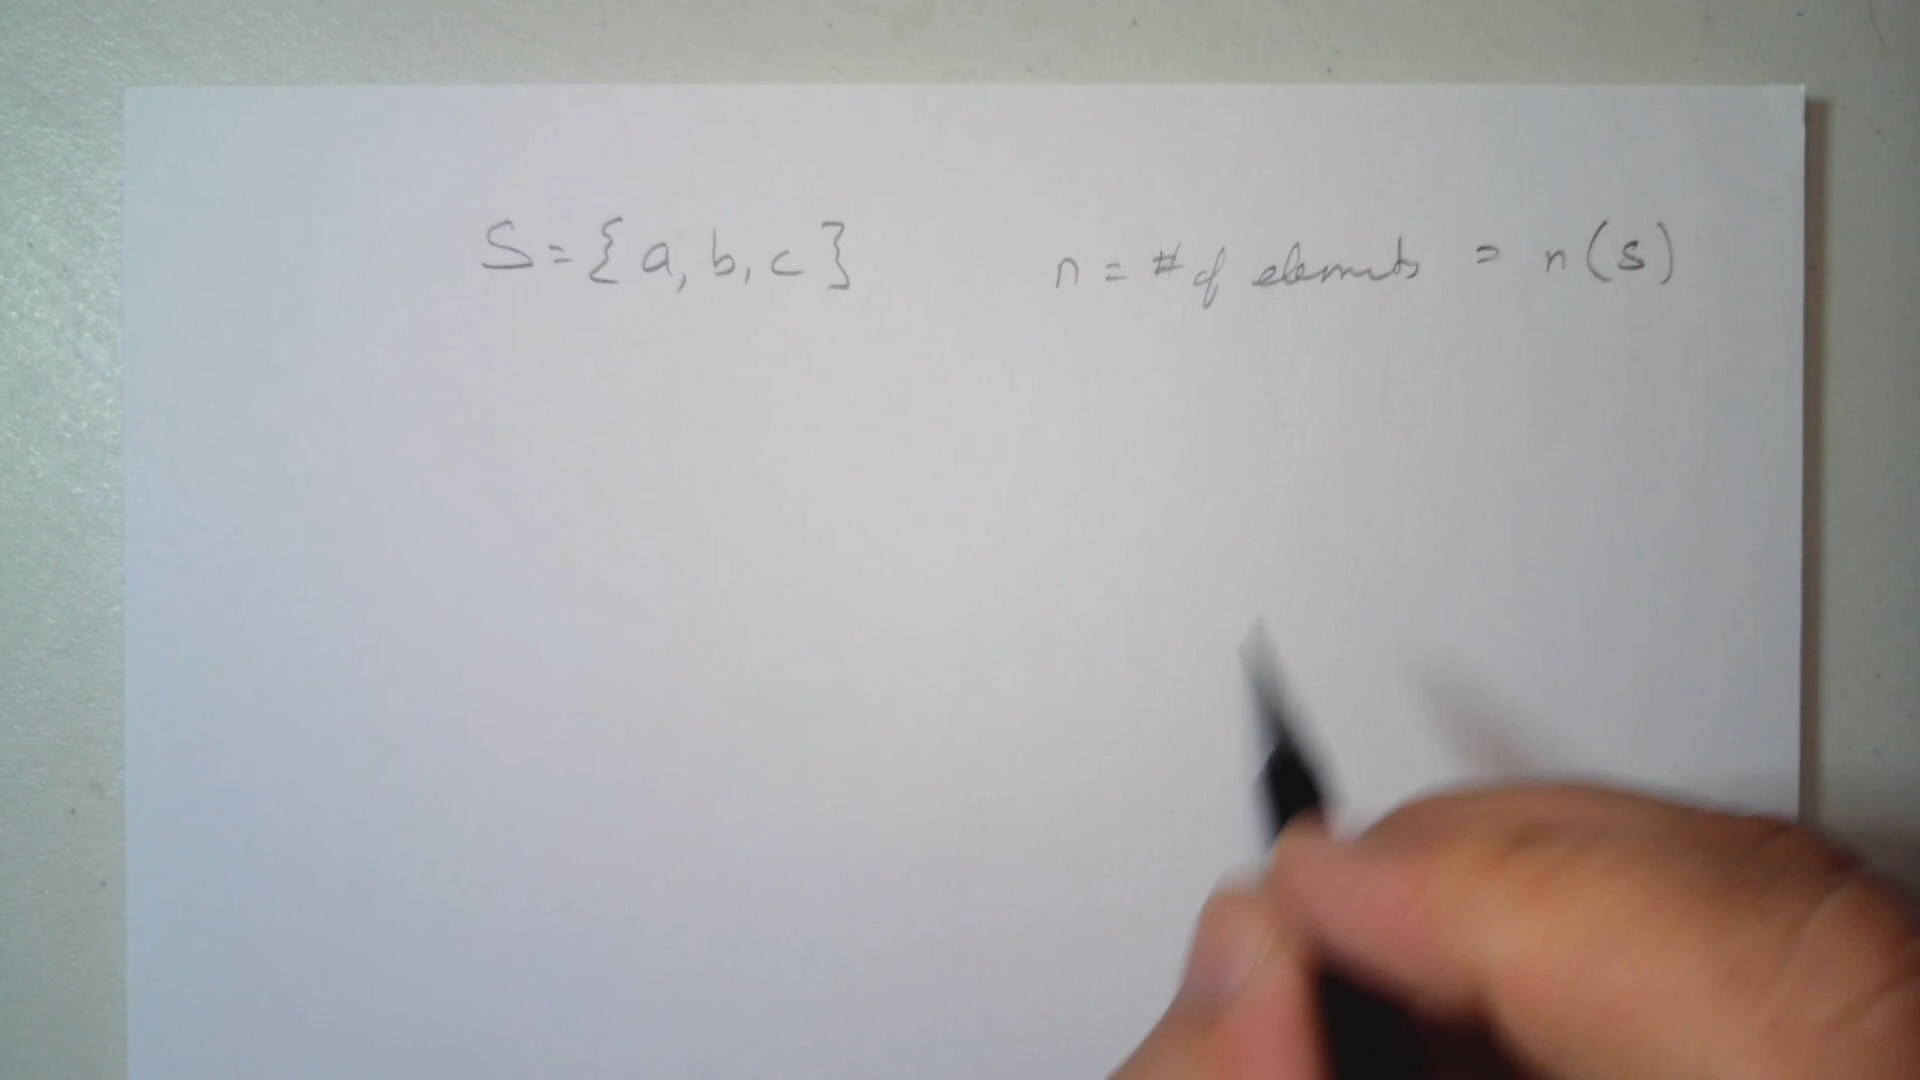 S = {a, b, c} n = # of elements = n(s)